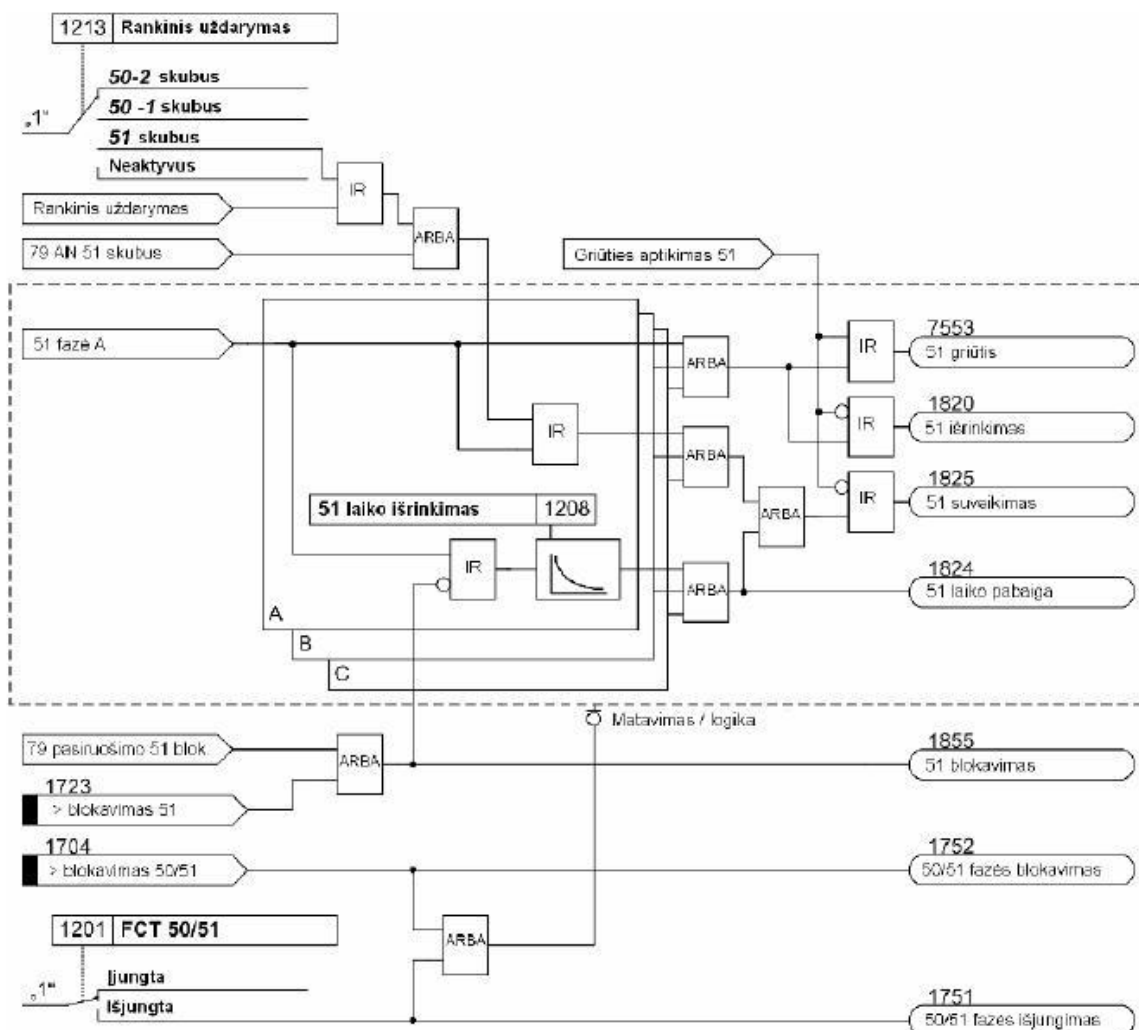 1213 Rankinis uždarymas
50-2 skubus
„1“
50 -1 skubus
51 skubus
Neaktyvus
IR
Rankinis uždarymas
ARBA
79 AN 51 skubus
Griūties aptikimas 51
51 fazė A
ARBA
IR
7553
51 griūtis
IR
1820
51 išrinkimas
IR
ARBA
1825
51 suveikimas
IR
51 laiko išrinkimas 1208
ARBA
IR
ARBA
1824
51 laiko pabaiga
A
B
C
Matavimas / logika
79 pasiruošimo 51 blok.
ARBA
1855
51 blokavimas
1723
> blokavimas 51
1704
> blokavimas 50/51
1752
50/51 fazės blokavimas
1201 FCT 50/51
ARBA
„1“
Įjungta
Išjungta
1751
50/51 fazės išjungimas